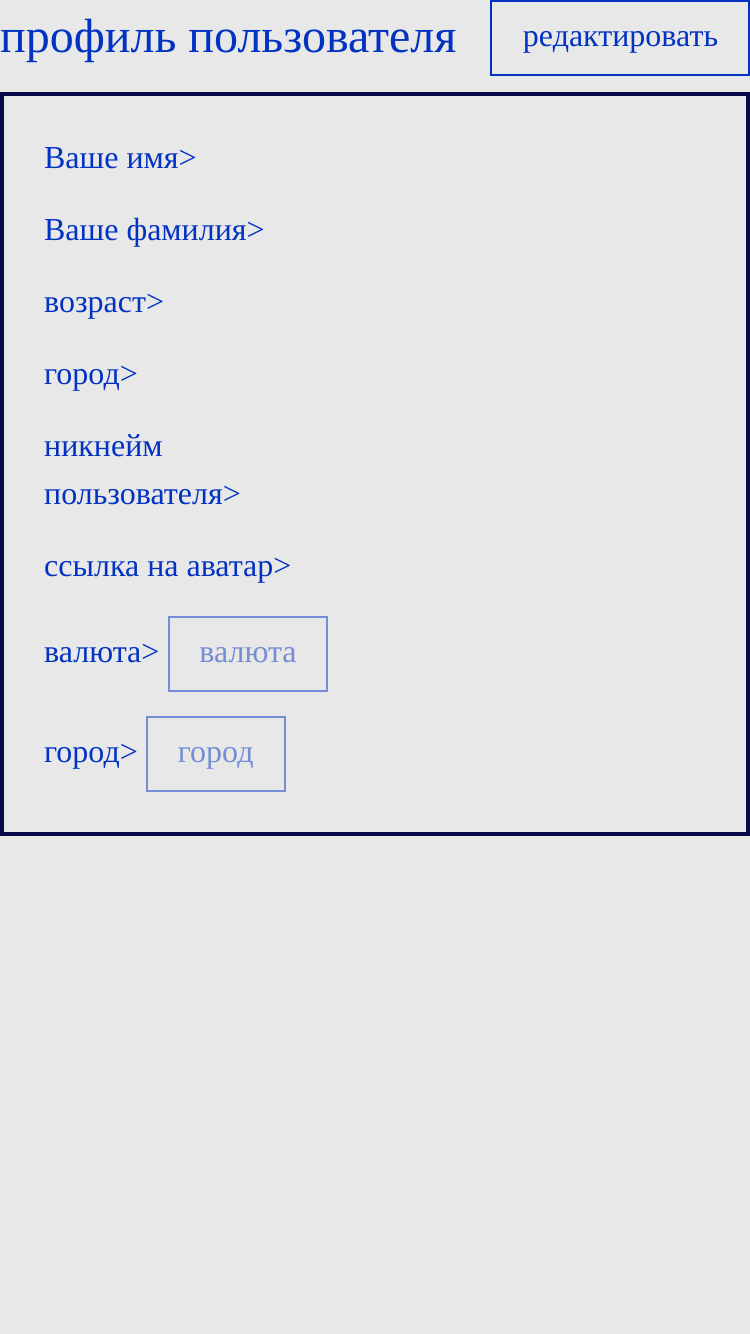 профиль пользователя
редактировать
Ваше имя>
Ваше фамилия>
возраст>
город>
никнейм
пользователя>
ссылка на аватар>
валюта> валюта
город> город